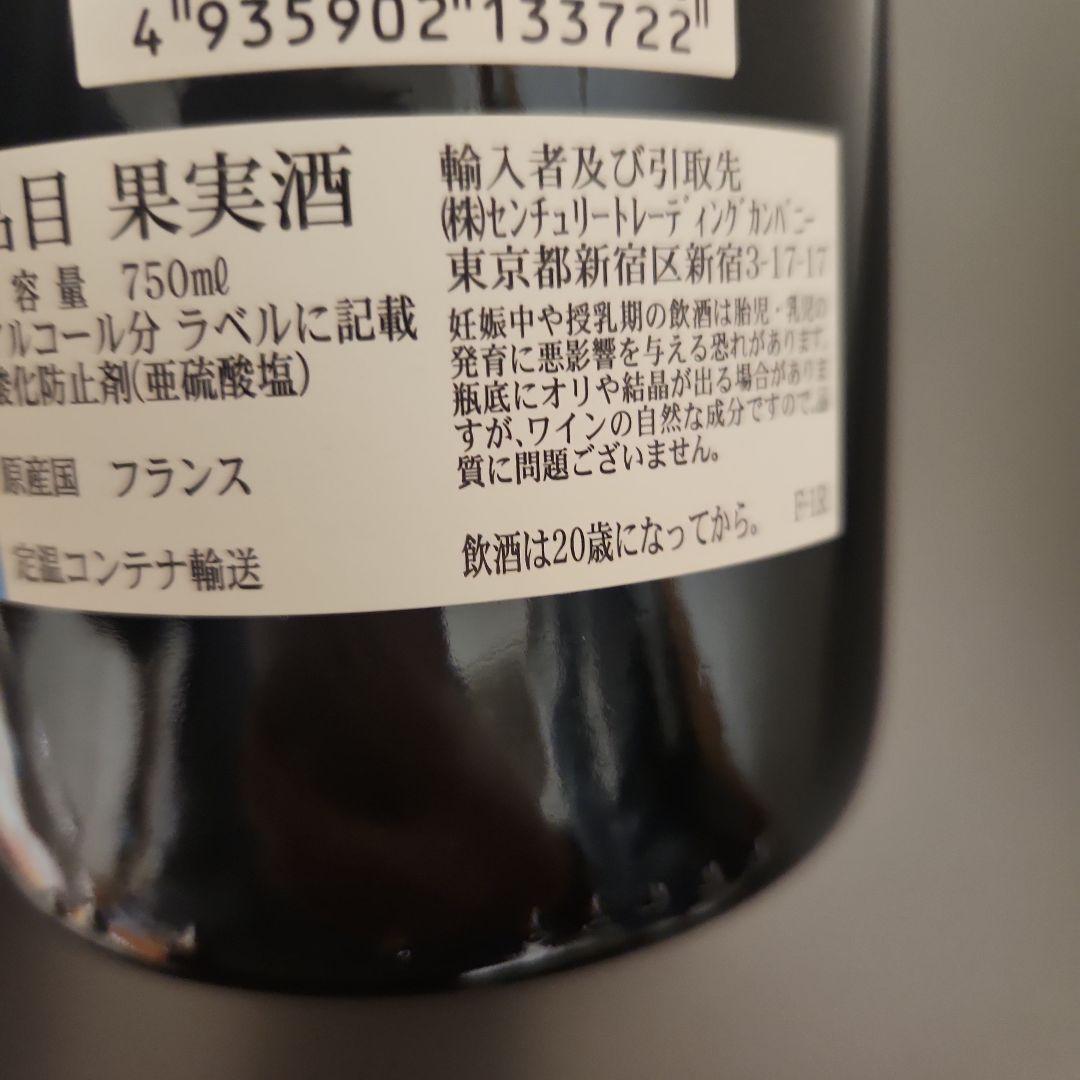 4 935902 133722
品目 果実酒
容量 750ml
アルコール分 ラベルに記載
酸化防止剤(亜硫酸塩)
原産国 フランス
定温コンテナ輸送
輸入者及び引取先
(株)センチュリートレーディングカンパニー
東京都新宿区新宿3-17-17
妊娠中や授乳期の飲酒は胎児・乳児の
発育に悪影響を与える恐れがあります。
瓶底にオリや結晶が出る場合がありま
すが、ワインの自然な成分ですので、品
質に問題ございません。
飲酒は20歳になってから。